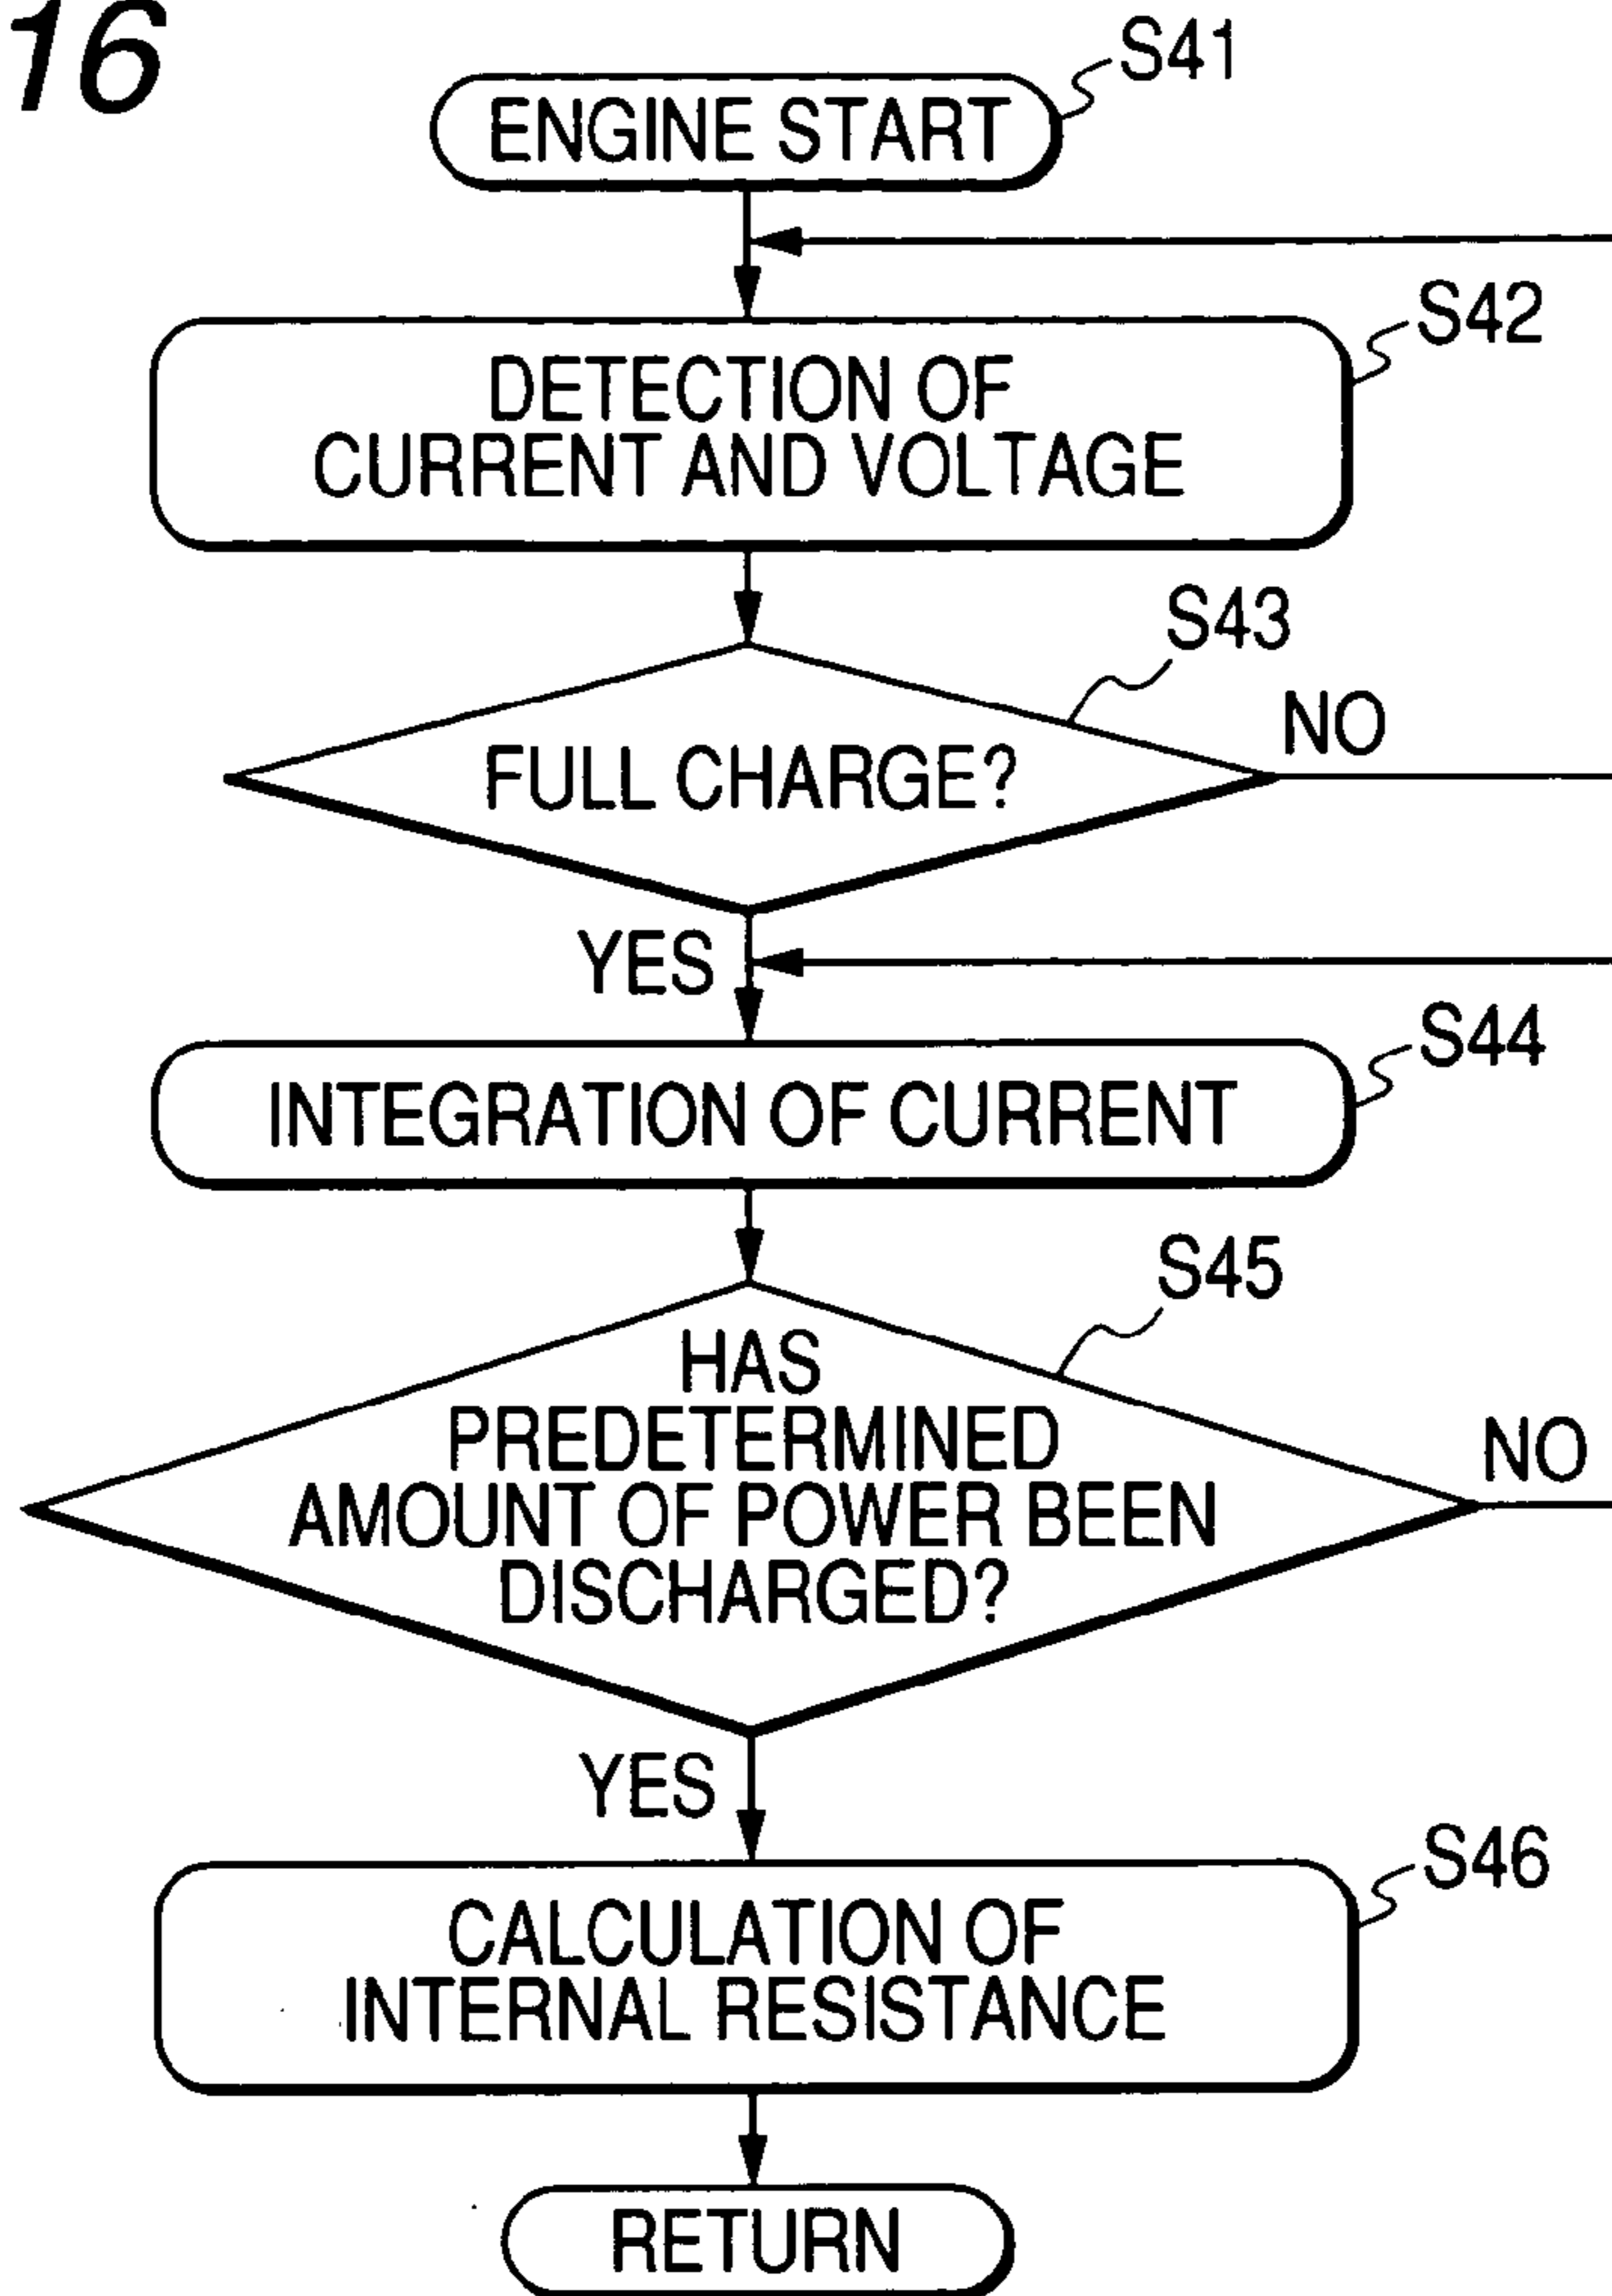 16
ENGINE START
S41
DETECTION OF
CURRENT AND VOLTAGE
S42
FULL CHARGE?
S43
NO
YES
INTEGRATION OF CURRENT
S44
HAS
PREDETERMINED
AMOUNT OF POWER BEEN
DISCHARGED?
S45
NO
YES
CALCULATION OF
INTERNAL RESISTANCE
S46
RETURN